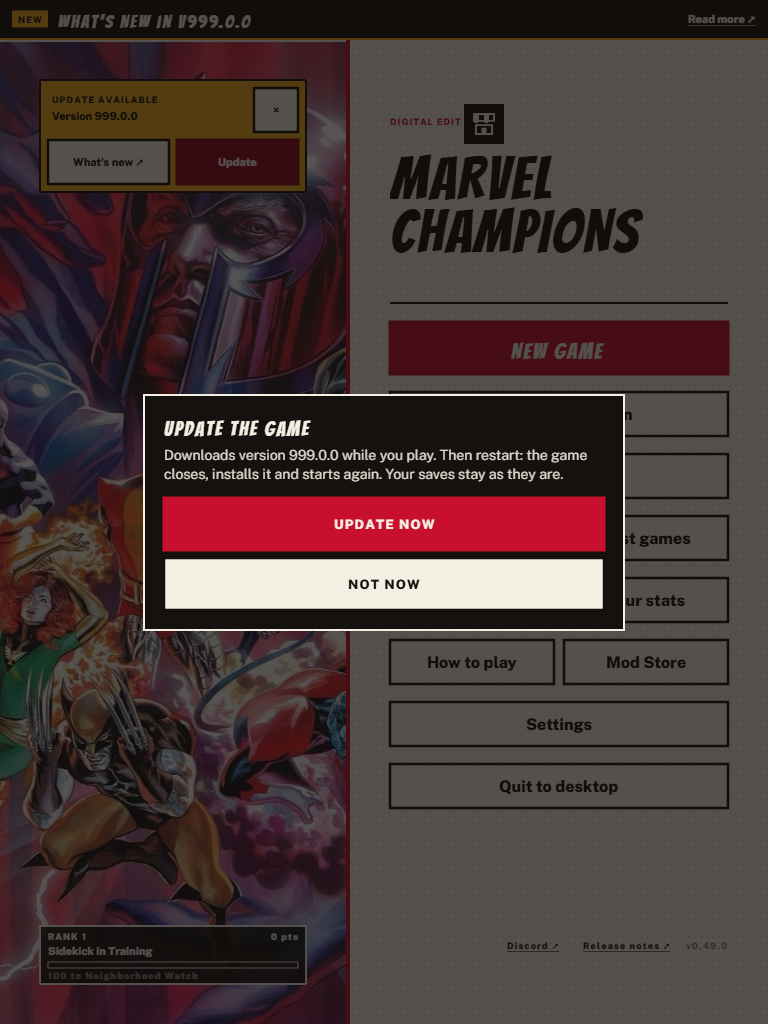 NEW WHAT'S NEW IN V999.0.0 Read more ↗
UPDATE AVAILABLE
Version 999.0.0
×
What's new ↗
Update
DIGITAL EDIT
MARVEL
CHAMPIONS
NEW GAME
UPDATE THE GAME
Downloads version 999.0.0 while you play. Then restart: the game
closes, installs it and starts again. Your saves stay as they are.
UPDATE NOW
NOT NOW
games
stats
How to play
Mod Store
Settings
Quit to desktop
RANK 1 0 pts
Sidekick in Training
100 to Neighborhood Watch
Discord ↗ Release notes ↗ v0.49.0